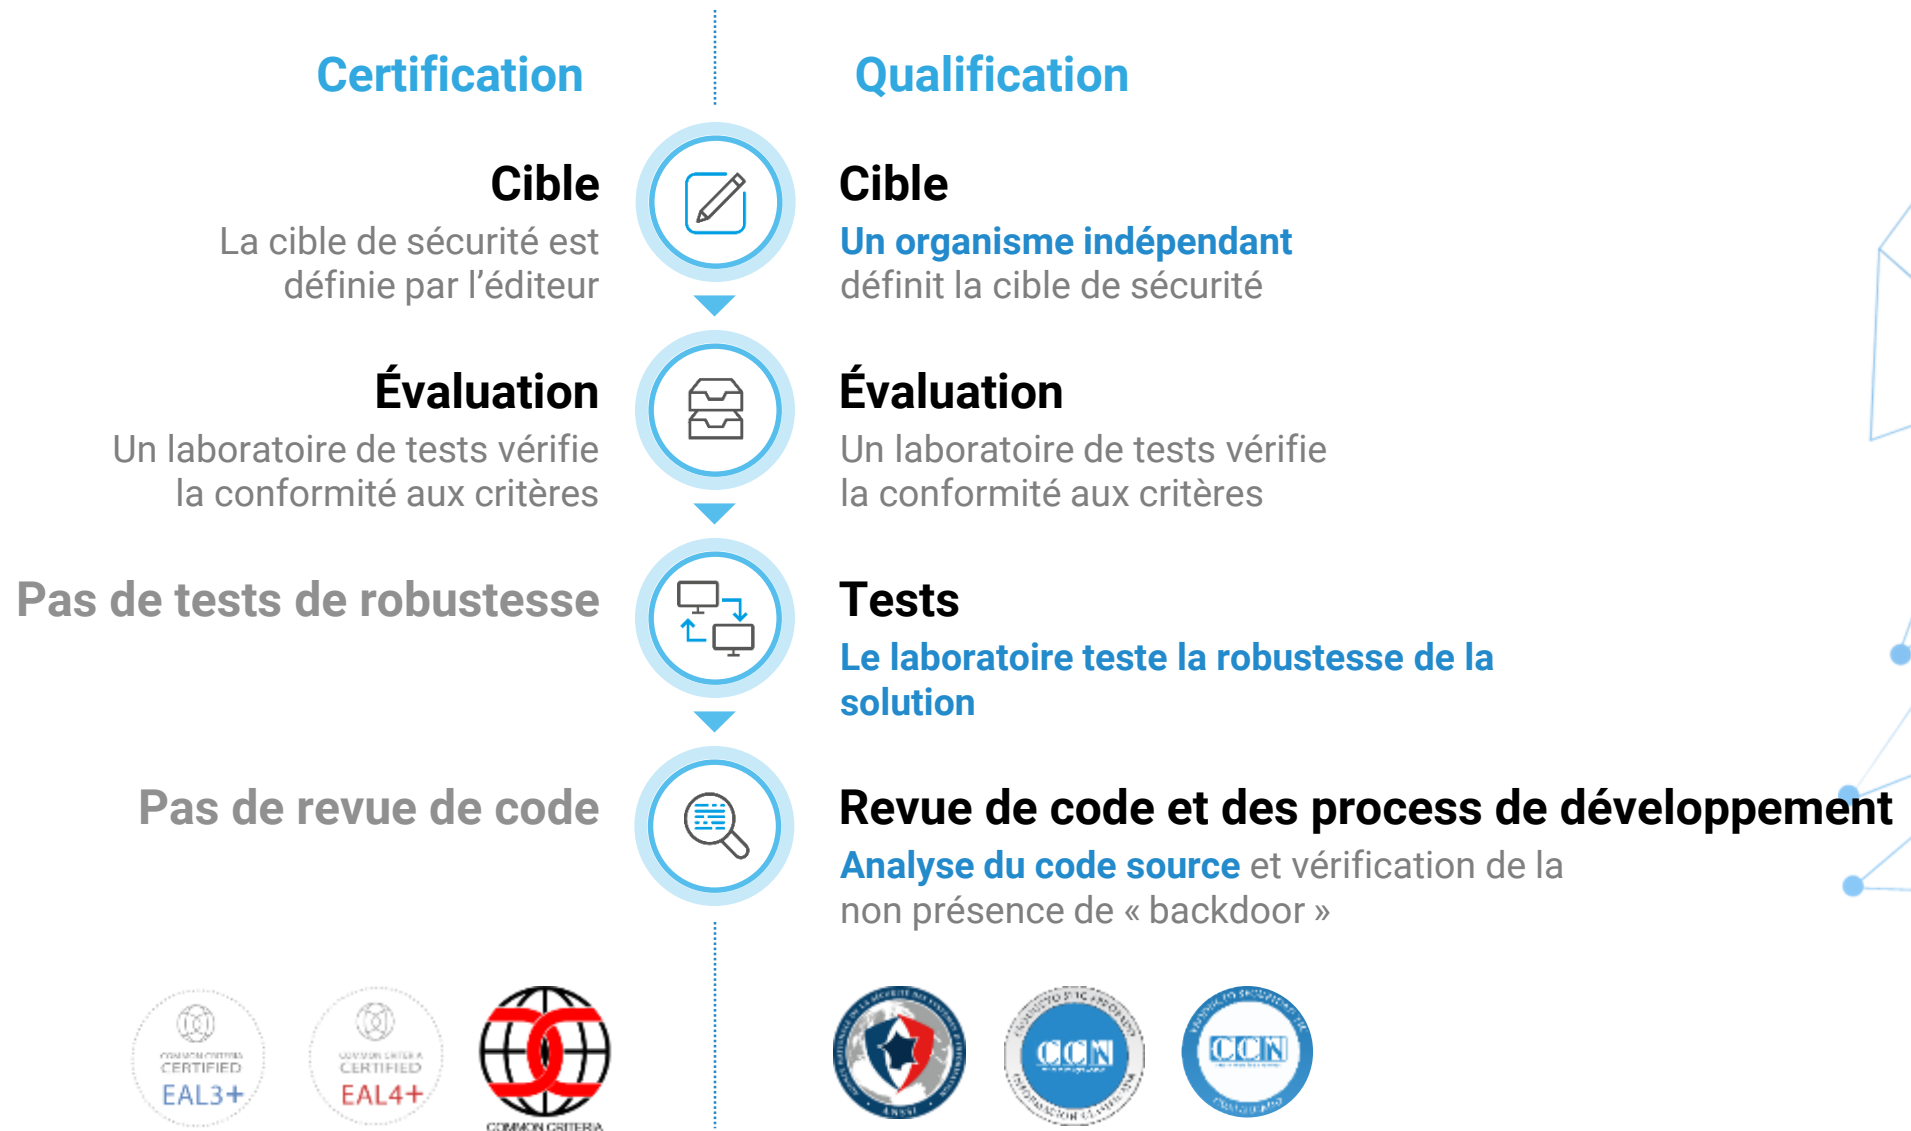 Certification
Qualification
Cible
La cible de sécurité est
définie par l’éditeur
Cible
Un organisme indépendant
définit la cible de sécurité
Évaluation
Un laboratoire de tests vérifie
la conformité aux critères
Évaluation
Un laboratoire de tests vérifie
la conformité aux critères
Pas de tests de robustesse
Tests
Le laboratoire teste la robustesse de la
solution
Pas de revue de code
Revue de code et des process de développement
Analyse du code source et vérification de la
non présence de « backdoor »
COMMON CRITERIA
CERTIFIED
EAL3+
COMMON CRITERIA
CERTIFIED
EAL4+
COMMON CRITERIA
ANSSI
CCN
CCN